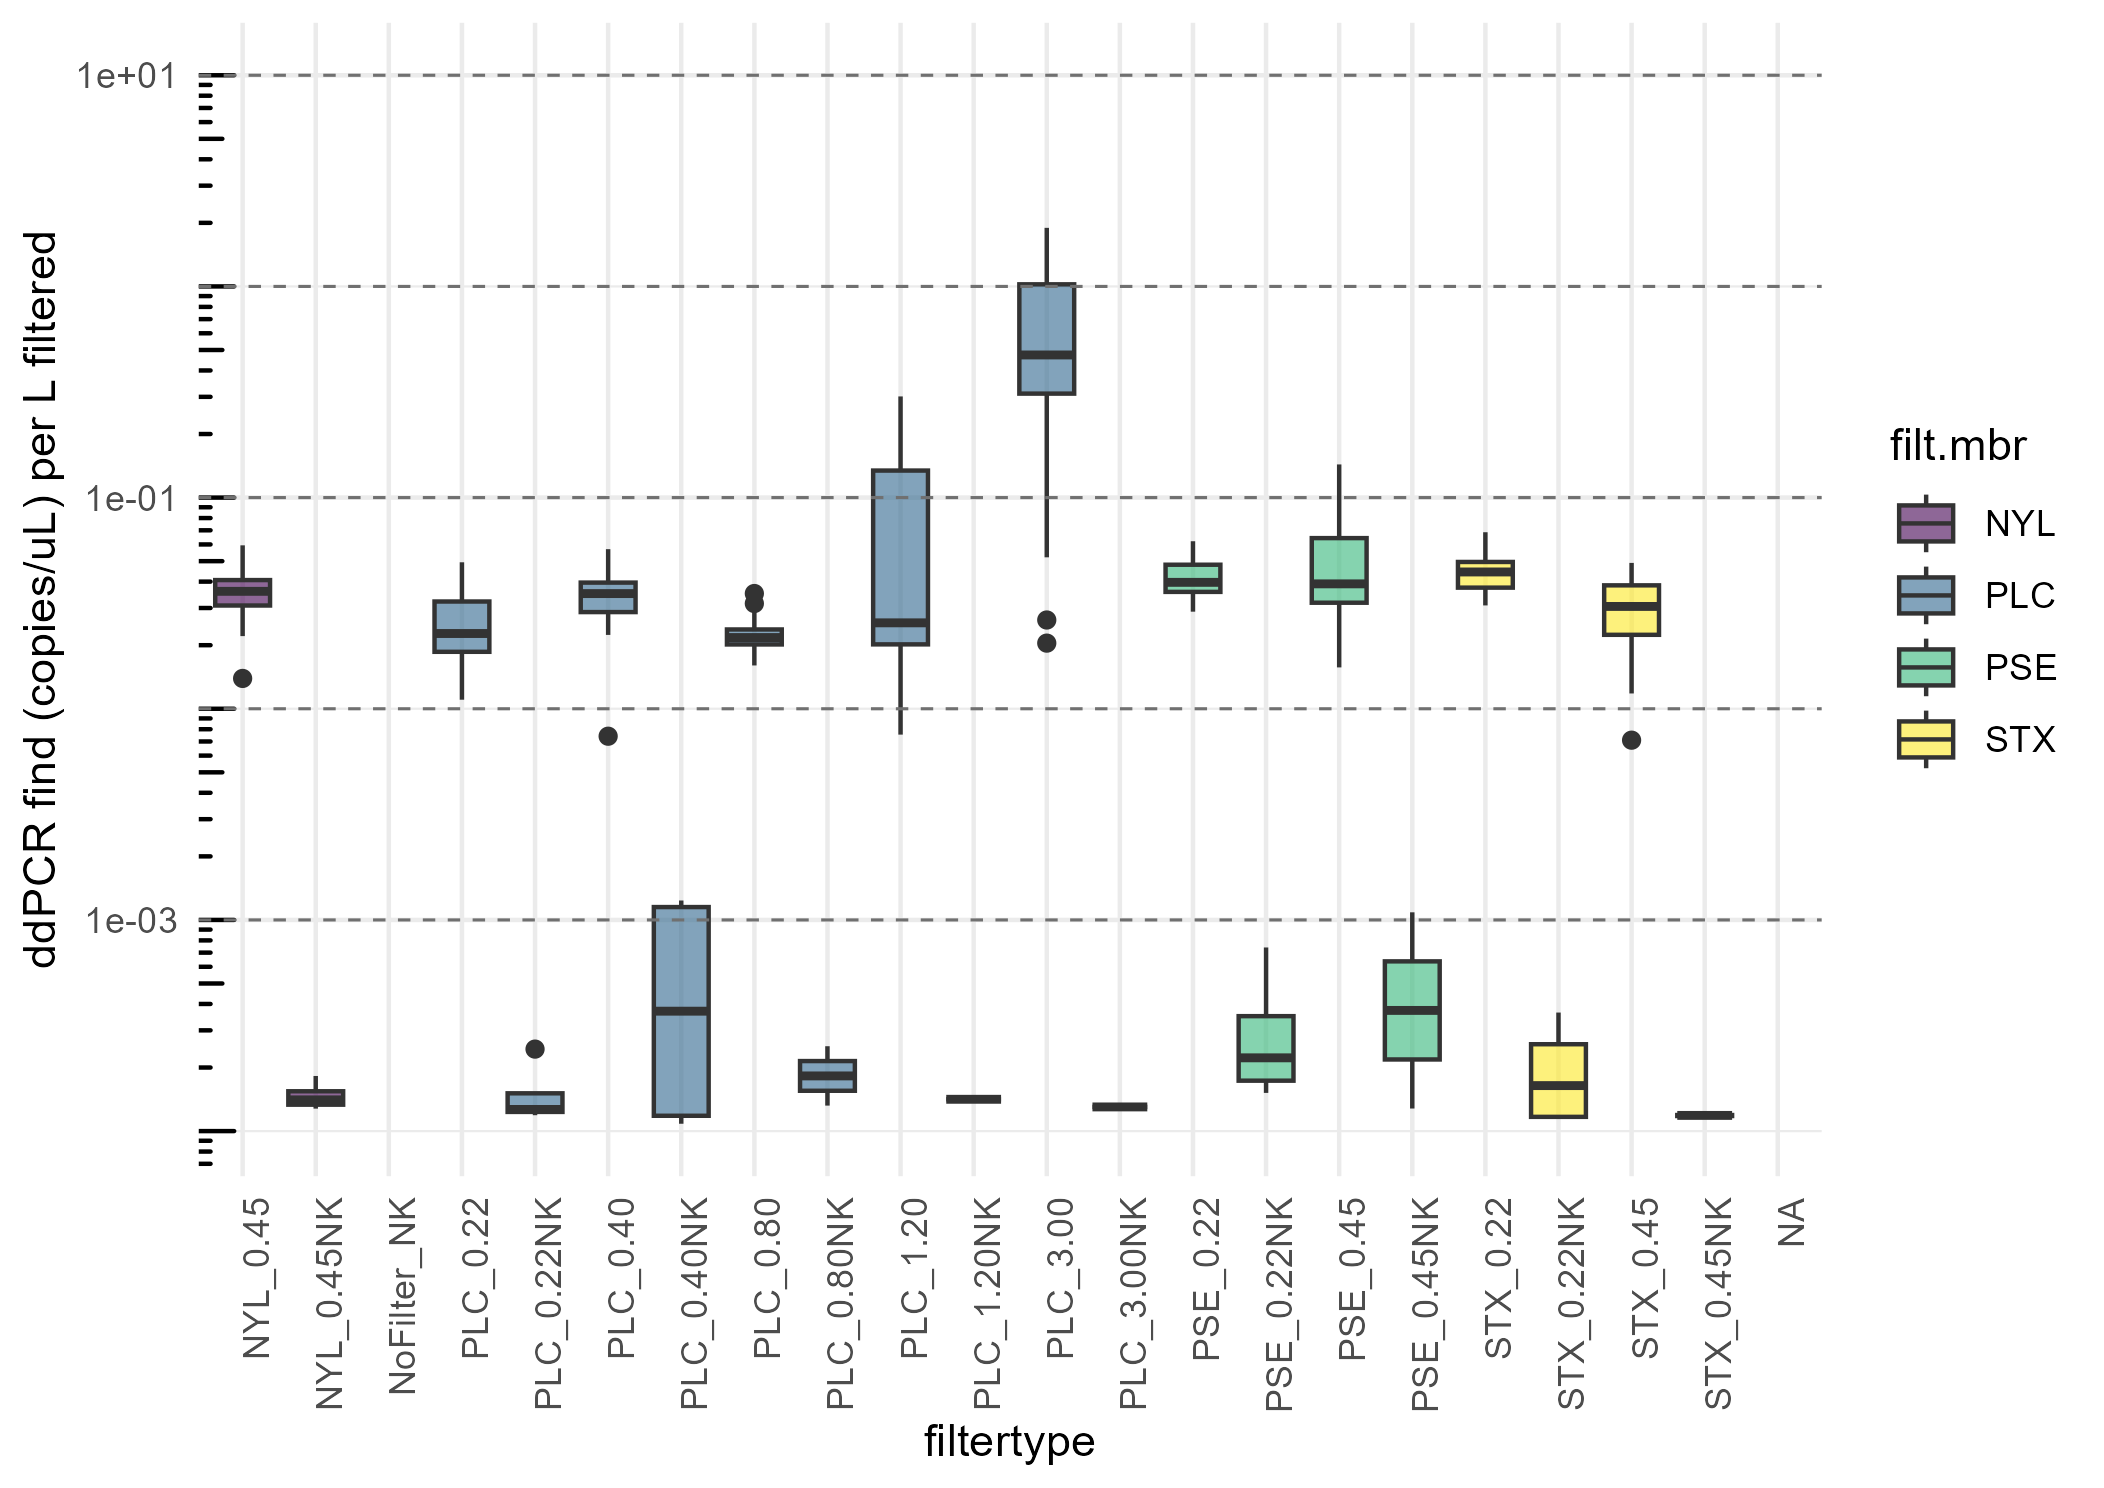 1e+01
1e-01
1e-03
ddPCR find (copies/uL) per L filtered
NYL_0.45
NYL_0.45NK
NoFilter_NK
PLC_0.22
PLC_0.22NK
PLC_0.40
PLC_0.40NK
PLC_0.80
PLC_0.80NK
PLC_1.20
PLC_1.20NK
PLC_3.00
PLC_3.00NK
PSE_0.22
PSE_0.22NK
PSE_0.45
PSE_0.45NK
STX_0.22
STX_0.22NK
STX_0.45
STX_0.45NK
NA
filtertype
filt.mbr
NYL
PLC
PSE
STX